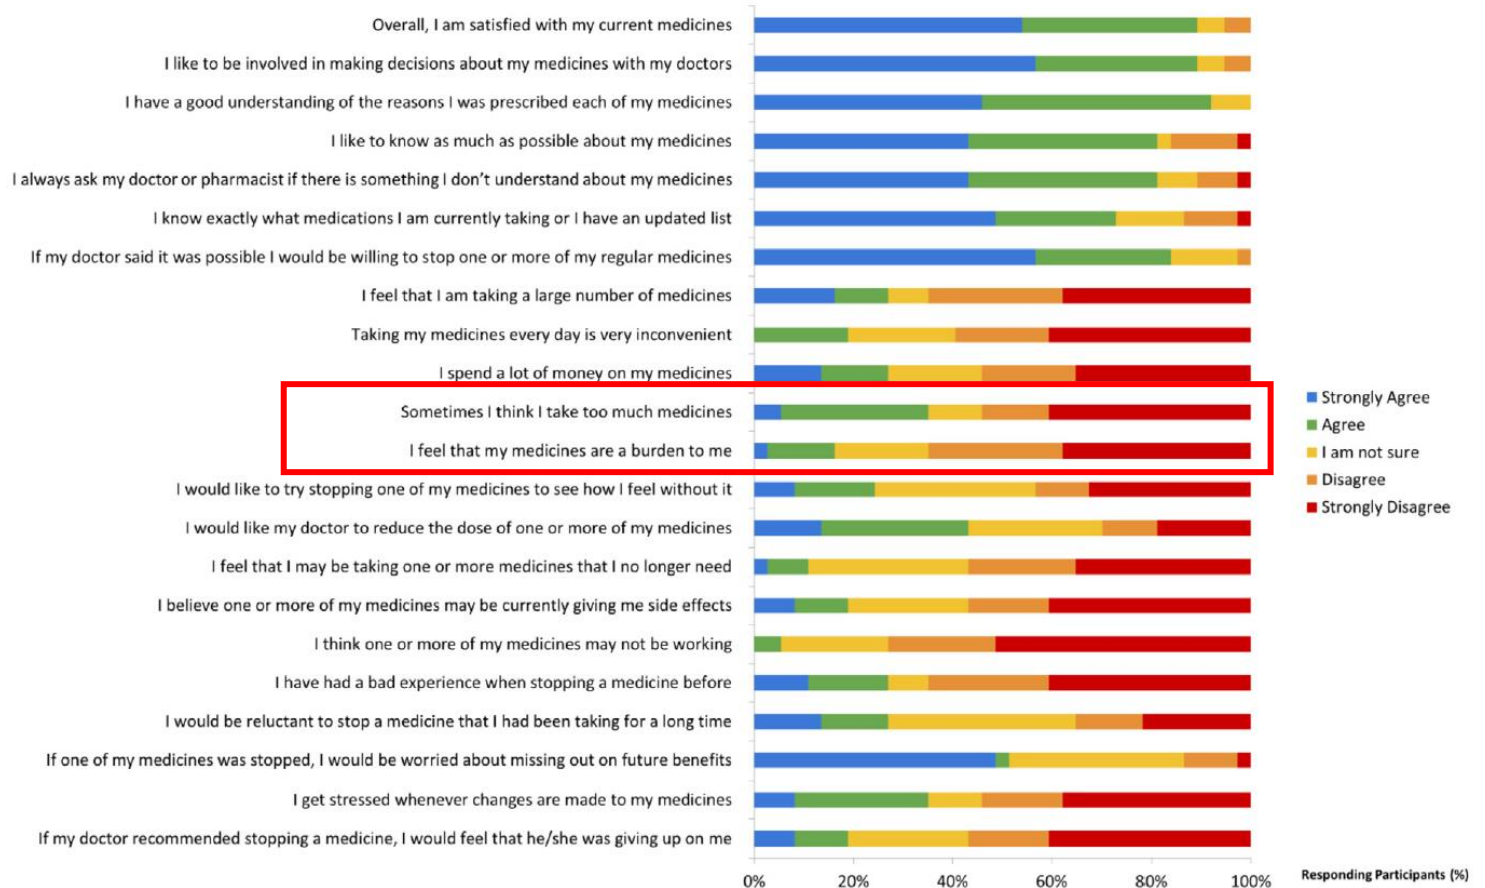 Overall, I am satisfied with my current medicines
I like to be involved in making decisions about my medicines with my doctors
I have a good understanding of the reasons I was prescribed each of my medicines
I like to know as much as possible about my medicines
I always ask my doctor or pharmacist if there is something I don't understand about my medicines
I know exactly what medications I am currently taking or I have an updated list
If my doctor said it was possible I would be willing to stop one or more of my regular medicines
I feel that I am taking a large number of medicines
Taking my medicines every day is very inconvenient
I spend a lot of money on my medicines
Sometimes I think I take too much medicines
I feel that my medicines are a burden to me
I would like to try stopping one of my medicines to see how I feel without it
I would like my doctor to reduce the dose of one or more of my medicines
I feel that I may be taking one or more medicines that I no longer need
I believe one or more of my medicines may be currently giving me side effects
I think one or more of my medicines may not be working
I have had a bad experience when stopping a medicine before
I would be reluctant to stop a medicine that I had been taking for a long time
If one of my medicines was stopped, I would be worried about missing out on future benefits
I get stressed whenever changes are made to my medicines
If my doctor recommended stopping a medicine, I would feel that he/she was giving up on me
0% 20% 40% 60% 80% 100%
Responding Participants (%)
Strongly Agree
Agree
I am not sure
Disagree
Strongly Disagree